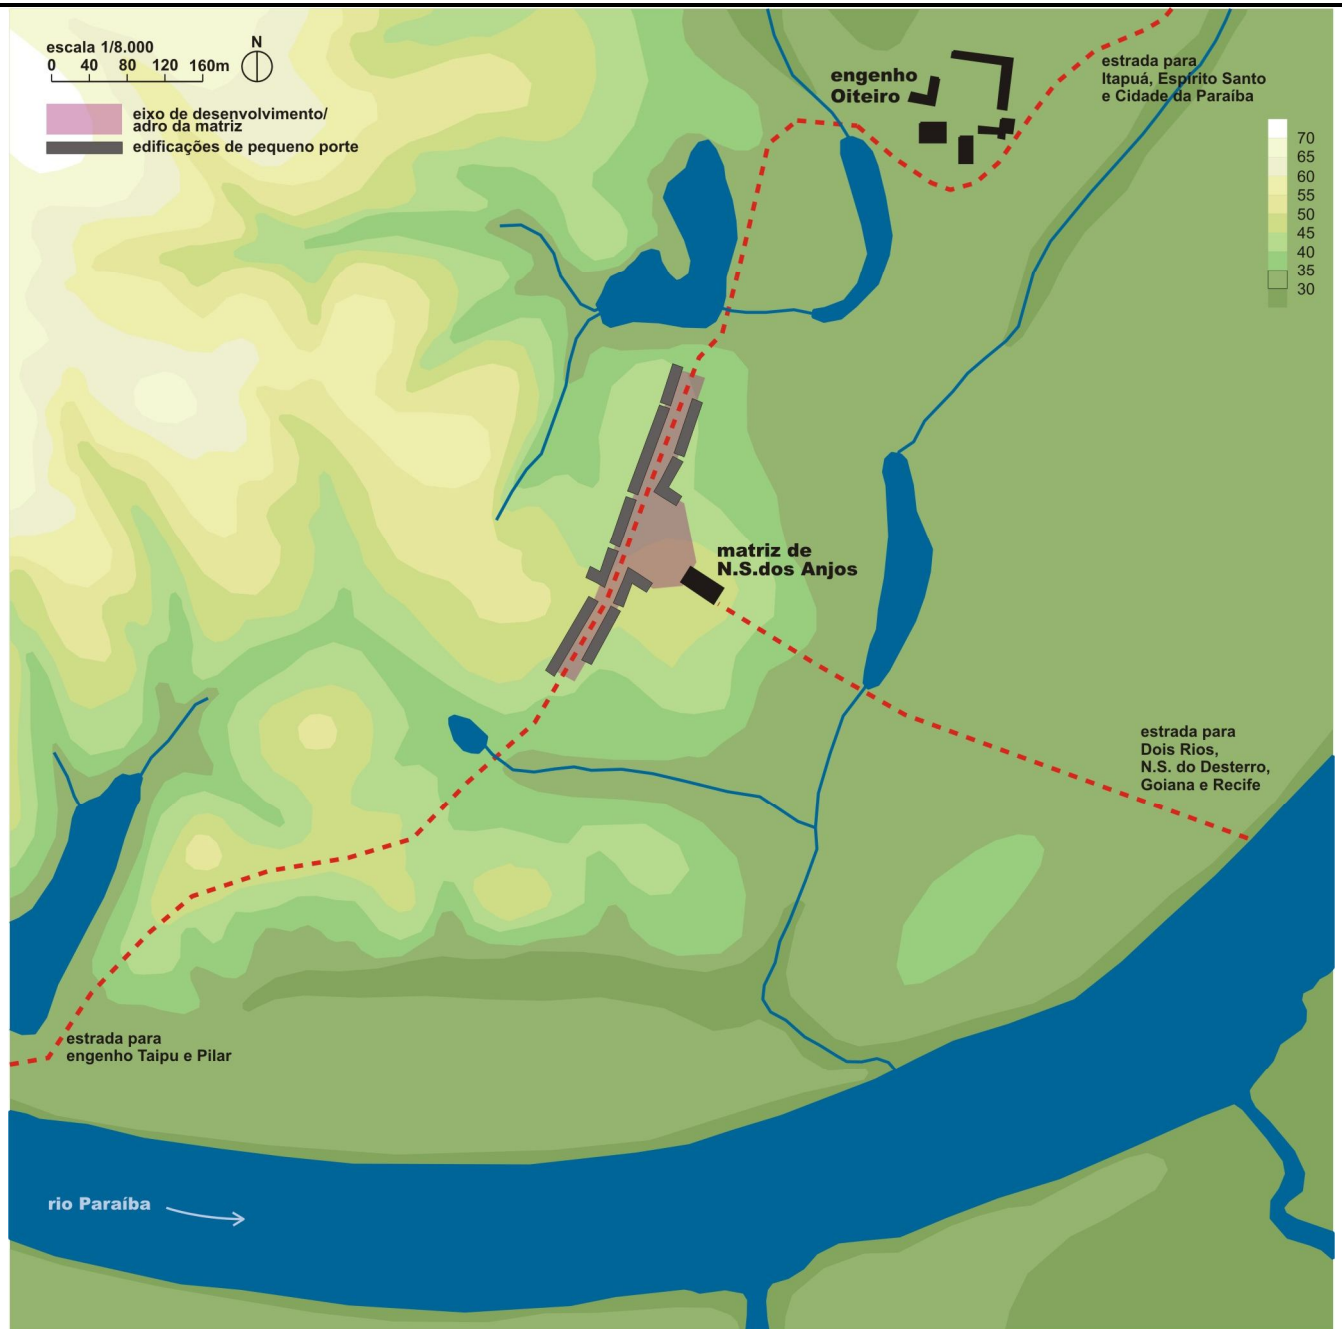 escala 1/8.000
0 40 80 120 160m
N
eixo de desenvolvimento/
adro da matriz
edificações de pequeno porte
engenho
Oiteiro
estrada para
Itapuá, Espírito Santo
e Cidade da Paraíba
70
65
60
55
50
45
40
35
30
matriz de
N.S.dos Anjos
estrada para
Dois Rios,
N.S. do Desterro,
Goiana e Recife
estrada para
engenho Taipu e Pilar
rio Paraíba